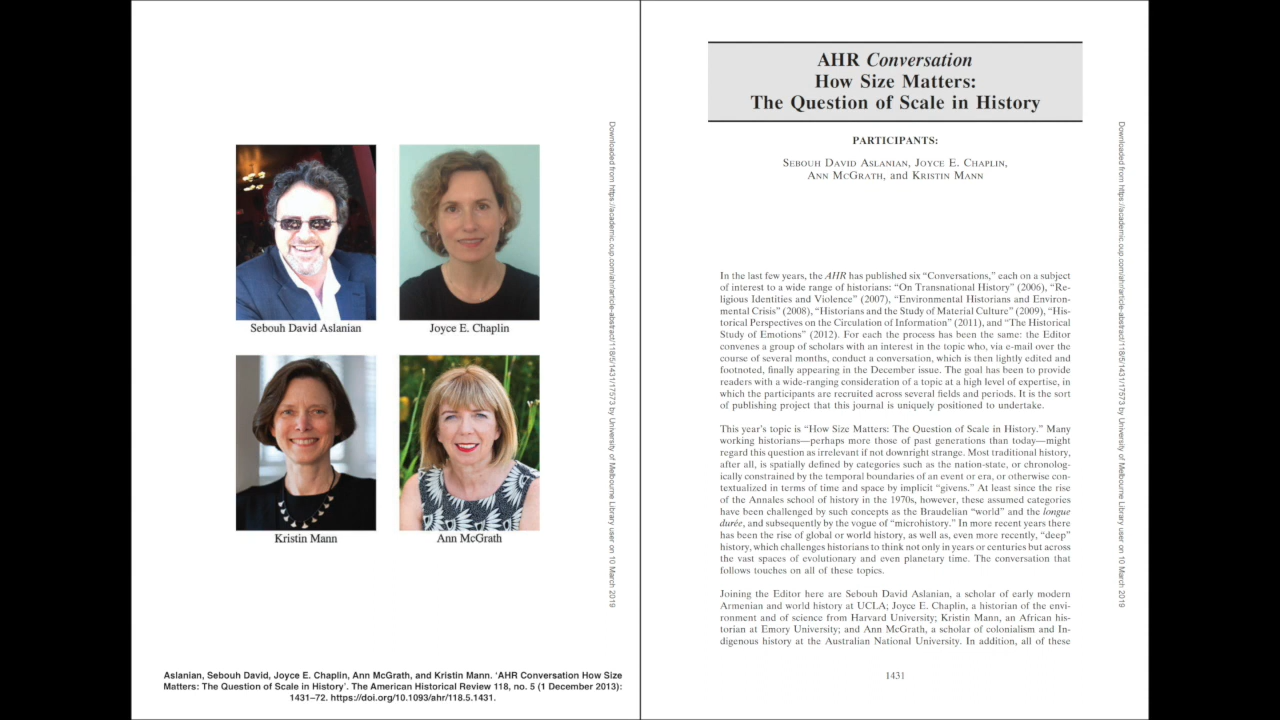 Sebouh David Aslanian
Joyce E. Chaplin
Kristin Mann
Ann McGrath
Downloaded from https://academic.oup.com/ahr/article-abstract/118/5/1431/17573 by University of Melbourne Library user on 10 March 2019
Aslanian, Sebouh David, Joyce E. Chaplin, Ann McGrath, and Kristin Mann. ‘AHR Conversation How Size
Matters: The Question of Scale in History’. The American Historical Review 118, no. 5 (1 December 2013):
1431–72. https://doi.org/10.1093/ahr/118.5.1431.
AHR Conversation
How Size Matters:
The Question of Scale in History
PARTICIPANTS:
SEBOUH DAVID ASLANIAN, JOYCE E. CHAPLIN,
ANN MCGRATH, and KRISTIN MANN
In the last few years, the AHR has published six “Conversations,” each on a subject
of interest to a wide range of historians: “On Transnational History” (2006), “Re-
ligious Identities and Violence” (2007), “Environmental Historians and Environ-
mental Crisis” (2008), “Historians and the Study of Material Culture” (2009), “His-
torical Perspectives on the Circulation of Information” (2011), and “The Historical
Study of Emotions” (2012). For each the process has been the same: the Editor
convenes a group of scholars with an interest in the topic who, via e-mail over the
course of several months, conduct a conversation, which is then lightly edited and
footnoted, finally appearing in the December issue. The goal has been to provide
readers with a wide-ranging consideration of a topic at a high level of expertise, in
which the participants are recruited across several fields and periods. It is the sort
of publishing project that this journal is uniquely positioned to undertake.
This year’s topic is “How Size Matters: The Question of Scale in History.” Many
working historians—perhaps more those of past generations than today—might
regard this question as irrelevant if not downright strange. Most traditional history,
after all, is spatially defined by categories such as the nation-state, or chronolog-
ically constrained by the temporal boundaries of an event or era, or otherwise con-
textualized in terms of time and space by implicit “givens.” At least since the rise
of the Annales school of history in the 1970s, however, these assumed categories
have been challenged by such concepts as the Braudelian “world” and the longue
durée, and subsequently by the vogue of “microhistory.” In more recent years there
has been the rise of global or world history, as well as, even more recently, “deep”
history, which challenges historians to think not only in years or centuries but across
the vast spaces of evolutionary and even planetary time. The conversation that
follows touches on all of these topics.
Joining the Editor here are Sebouh David Aslanian, a scholar of early modern
Armenian and world history at UCLA; Joyce E. Chaplin, a historian of the envi-
ronment and of science from Harvard University; Kristin Mann, an African his-
torian at Emory University; and Ann McGrath, a scholar of colonialism and In-
digenous history at the Australian National University. In addition, all of these
1431
Downloaded from https://academic.oup.com/ahr/article-abstract/118/5/1431/17573 by University of Melbourne Library user on 10 March 2019